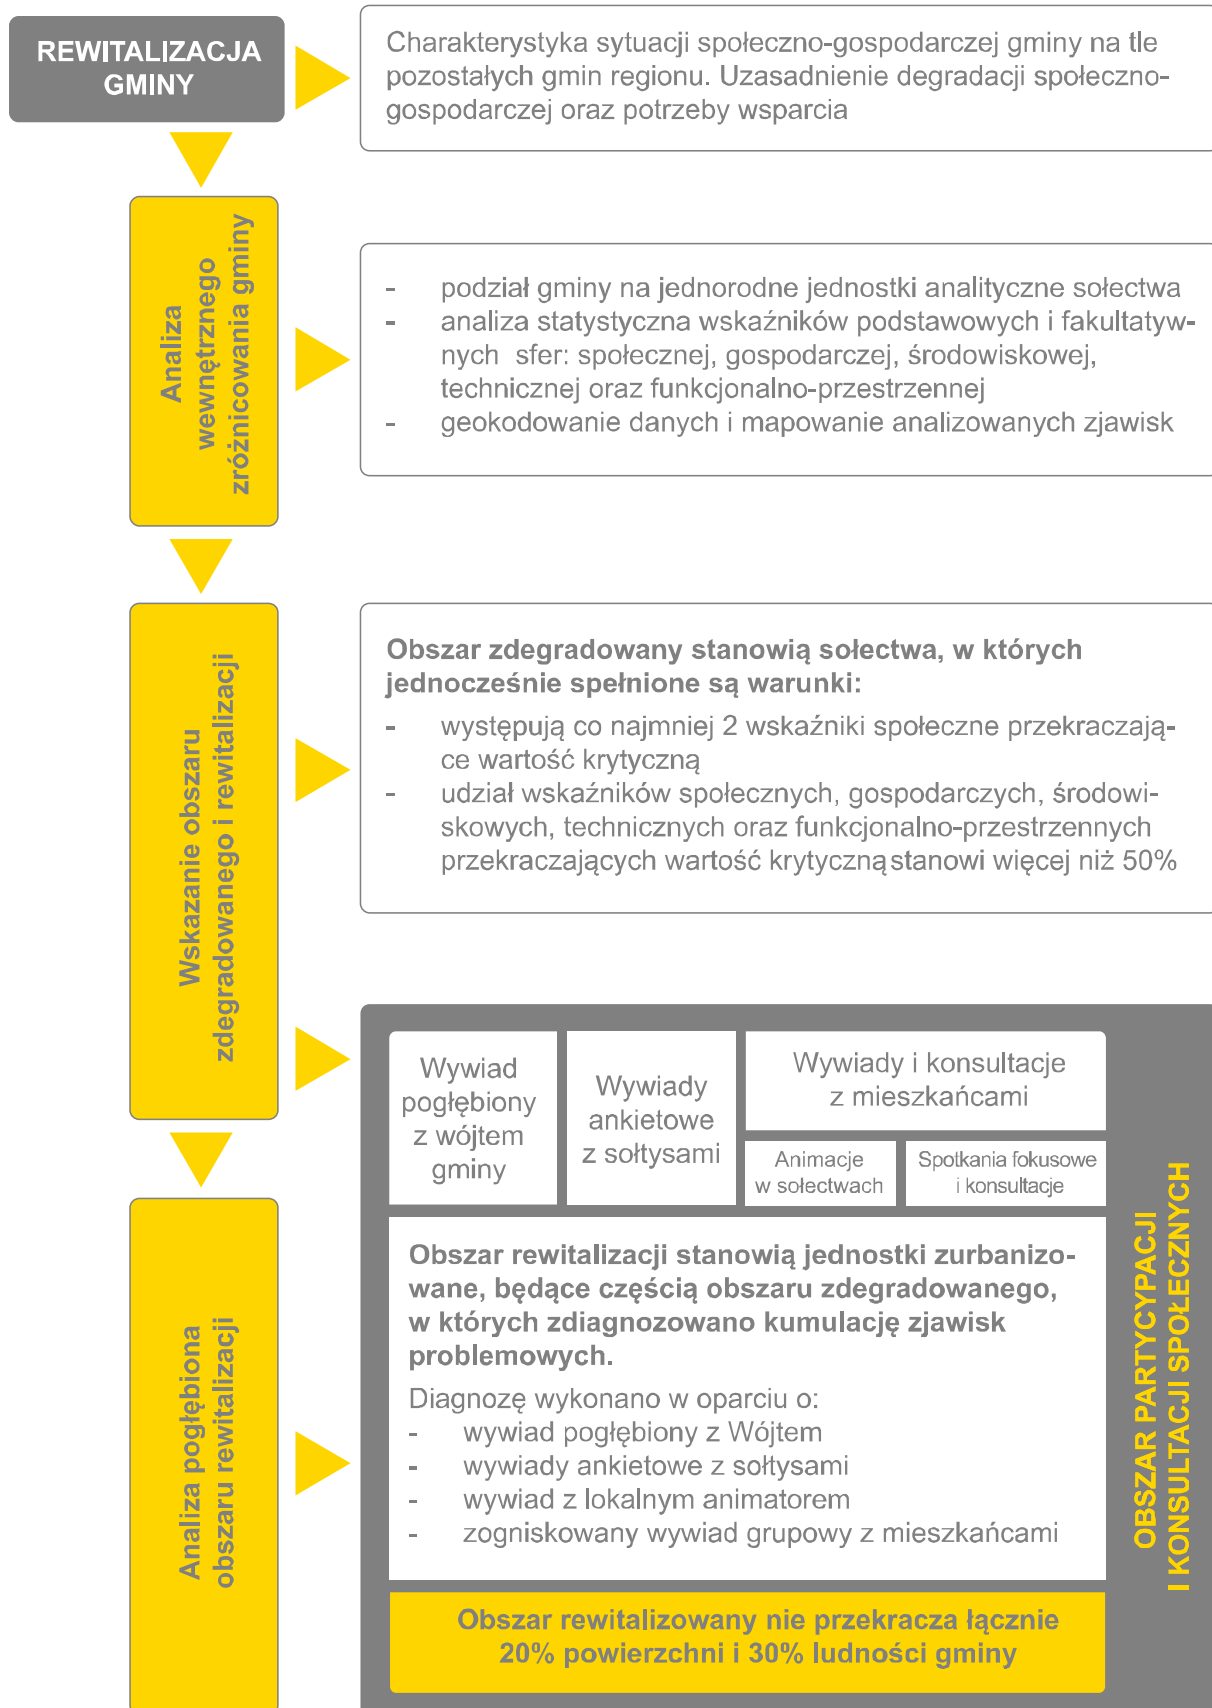 REWITALIZACJA
GMINY
Charakterystyka sytuacji społeczno-gospodarczej gminy na tle
pozostałych gmin regionu. Uzasadnienie degradacji społeczno-
gospodarczej oraz potrzeby wsparcia
Analiza
wewnętrznego
zróżnicowania gminy
- podział gminy na jednorodne jednostki analityczne sołectwa
- analiza statystyczna wskaźników podstawowych i fakultatyw-
nych sfer: społecznej, gospodarczej, środowiskowej,
technicznej oraz funkcjonalno-przestrzennej
- geokodowanie danych i mapowanie analizowanych zjawisk
Wskazanie obszaru
zdegradowanego i rewitalizacji
Obszar zdegradowany stanowią sołectwa, w których
jednocześnie spełnione są warunki:
- występują co najmniej 2 wskaźniki społeczne przekraczają-
ce wartość krytyczną
- udział wskaźników społecznych, gospodarczych, środowi-
skowych, technicznych oraz funkcjonalno-przestrzennych
przekraczających wartość krytyczną stanowi więcej niż 50%
Wywiad
pogłębiony
z wójtem
gminy
Wywiady
ankietowe
z sołtysami
Wywiady i konsultacje
z mieszkańcami
Animacje
w sołectwach
Spotkania fokusowe
i konsultacje
Analiza pogłębiona
obszaru rewitalizacji
Obszar rewitalizacji stanowią jednostki zurbanizo-
wane, będące częścią obszaru zdegradowanego,
w których zdiagnozowano kumulację zjawisk
problemowych.
Diagnozę wykonano w oparciu o:
- wywiad pogłębiony z Wójtem
- wywiady ankietowe z sołtysami
- wywiad z lokalnym animatorem
- zogniskowany wywiad grupowy z mieszkańcami
Obszar rewitalizowany nie przekracza łącznie
20% powierzchni i 30% ludności gminy
OBSZAR PARTYCYPACJI
I KONSULTACJI SPOŁECZNYCH